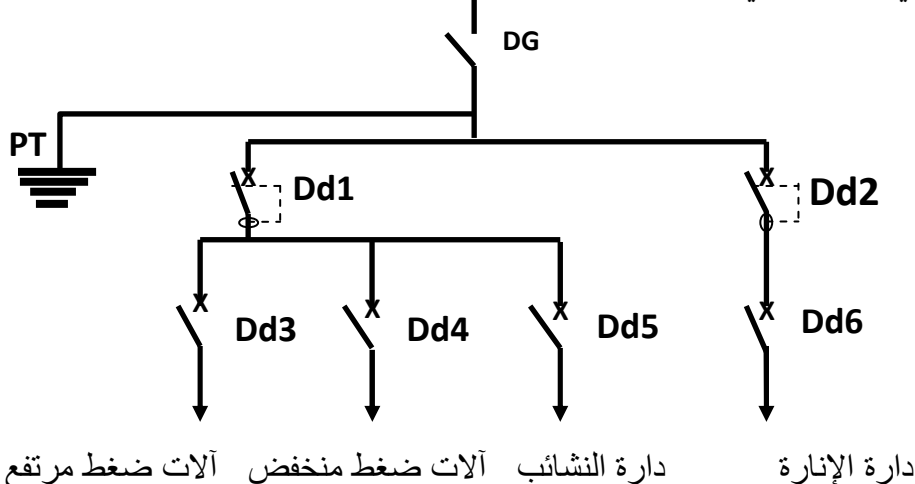 DG
PT
Dd1
Dd2
Dd3
Dd4
Dd5
Dd6
دارة الإنارة
دارة النشائب
آلات ضغط منخفض
آلات ضغط مرتفع